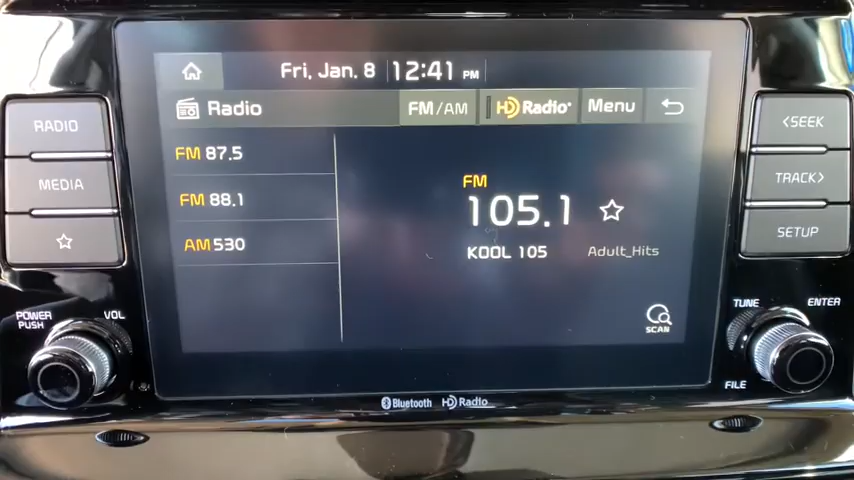 Fri, Jan. 8 12:41 PM
Radio FM/AM HD Radio Menu
RADIO
MEDIA
<SEEK
TRACK>
SETUP
FM 87.5
FM 88.1
AM 530
FM
105.1
KOOL 105 Adult_Hits
SCAN
POWER
PUSH
VOL
TUNE
ENTER
FILE
Bluetooth HD Radio